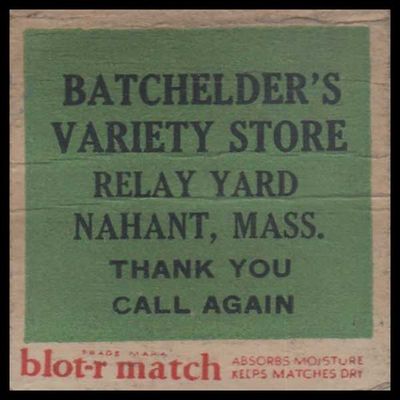 BATCHELDER'S
VARIETY STORE
RELAY YARD
NAHANT, MASS.
THANK YOU
CALL AGAIN
TRADE MARK
blot-r match
ABSORBS MOISTURE
KEEPS MATCHES DRY